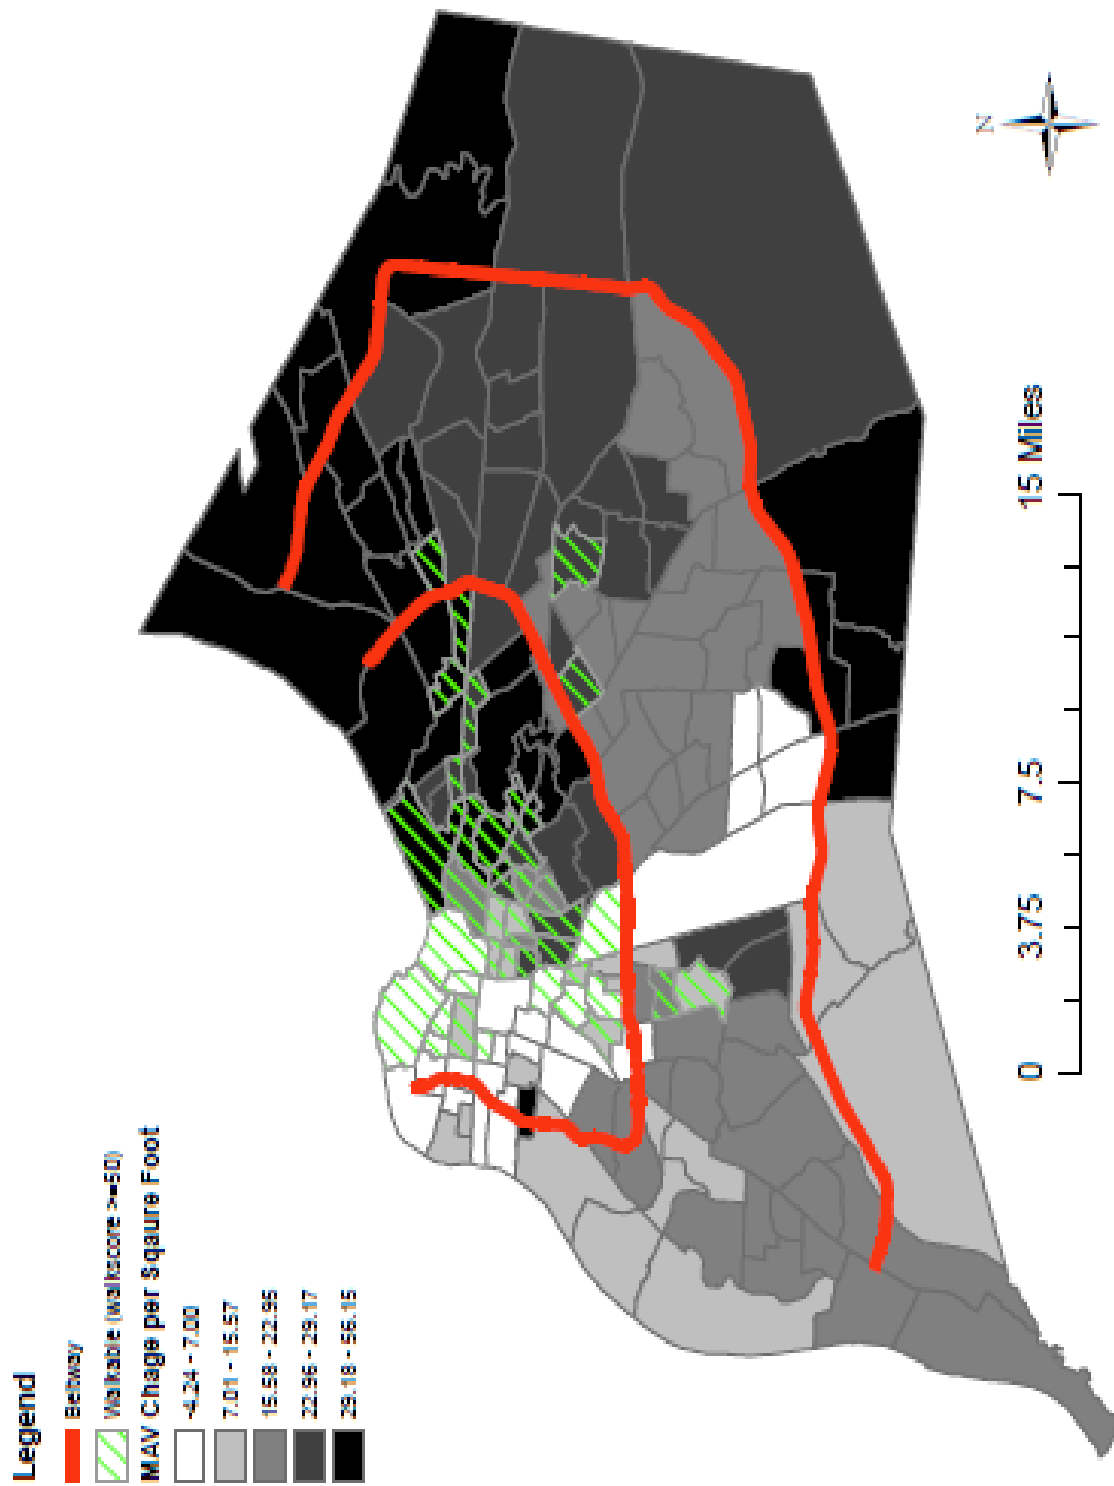 Legend
Beltway
Walkable (walkscore >=50)
MAV Chage per Sqaure Foot
-4.24 - 7.00
7.01 - 15.57
15.58 - 22.95
22.96 - 29.17
29.18 - 56.15
N
0 3.75 7.5 15 Miles